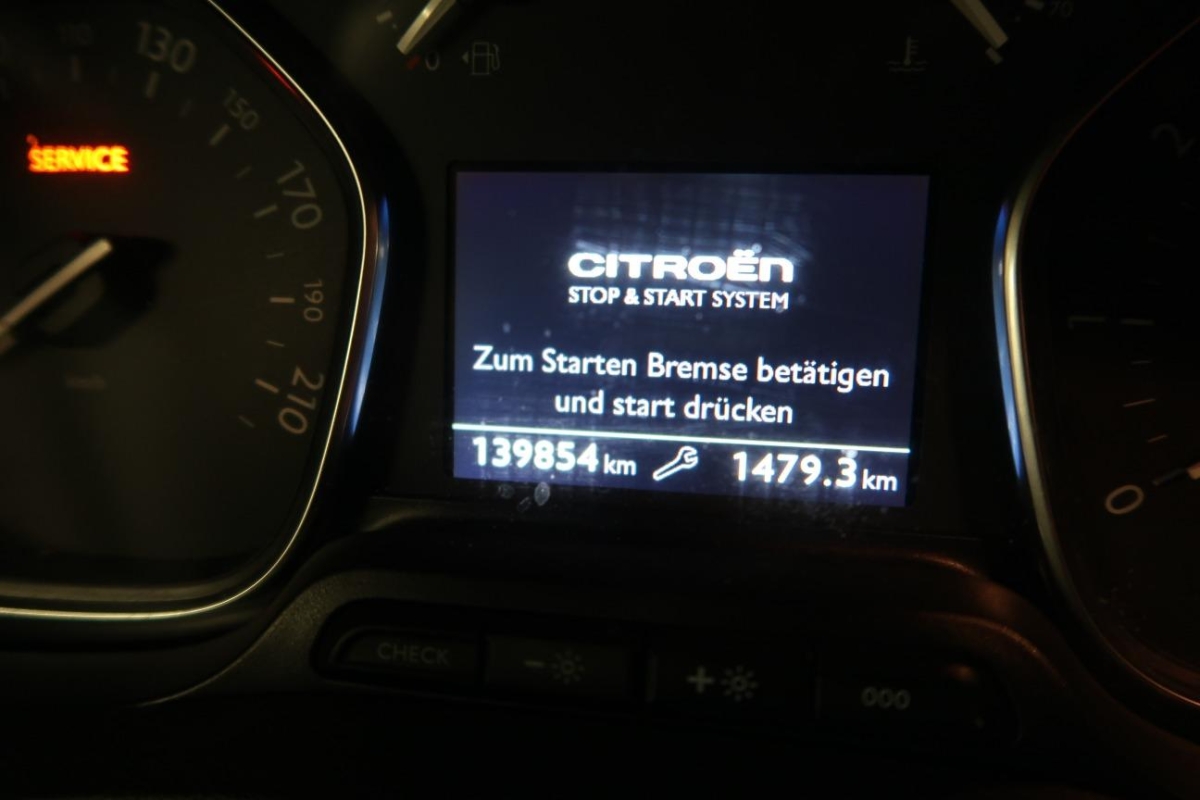 130
150
SERVICE
170
190
210
0
CITROËN
STOP & START SYSTEM
Zum Starten Bremse betätigen
und start drücken
139854 km 1479.3 km
0
CHECK
-
+
000